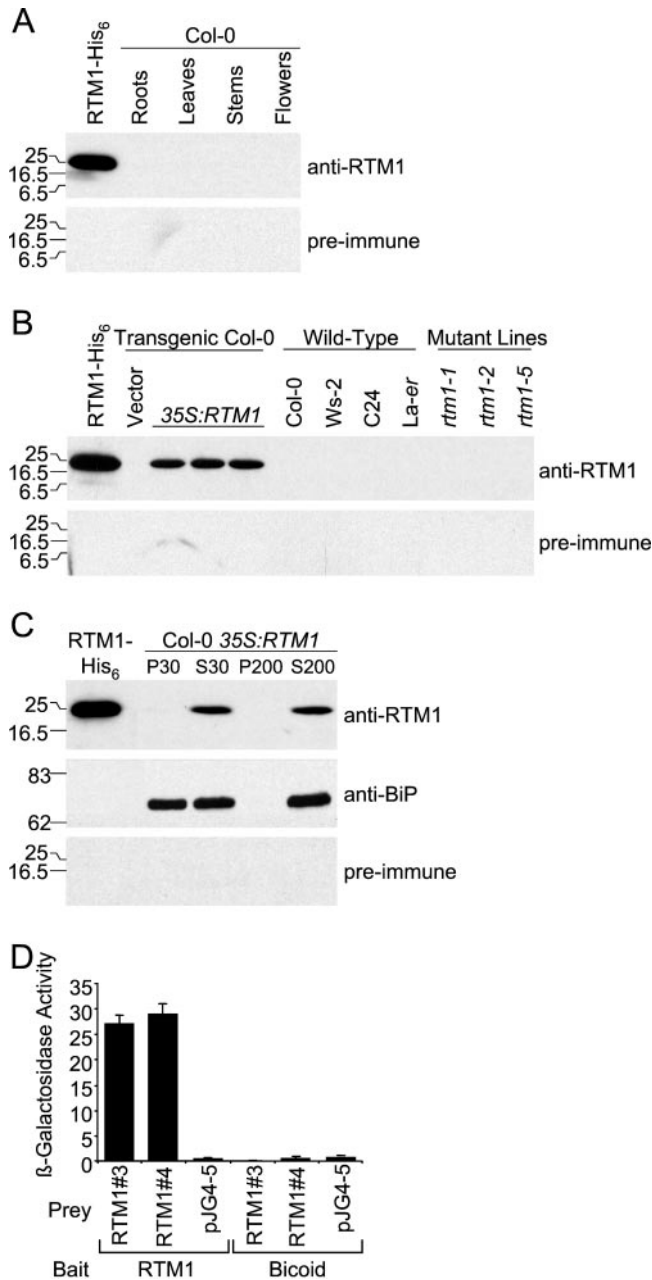 A
RTM1-His6
Col-0
Roots
Leaves
Stems
Flowers
25
16.5
6.5
anti-RTM1
25
16.5
6.5
pre-immune
B
RTM1-His6
Transgenic Col-0
Wild-Type
Mutant Lines
Vector
35S:RTM1
Col-0
Ws-2
C24
La-er
rtm1-1
rtm1-2
rtm1-5
25
16.5
6.5
anti-RTM1
25
16.5
6.5
pre-immune
C
RTM1-
His6
Col-0 35S:RTM1
P30 S30 P200 S200
25
16.5
anti-RTM1
83
62
anti-BiP
25
16.5
pre-immune
D
ß-Galactosidase Activity
35
30
25
20
15
10
5
0
Prey
RTM1#3
RTM1#4
pJG4-5
RTM1#3
RTM1#4
pJG4-5
Bait RTM1 Bicoid